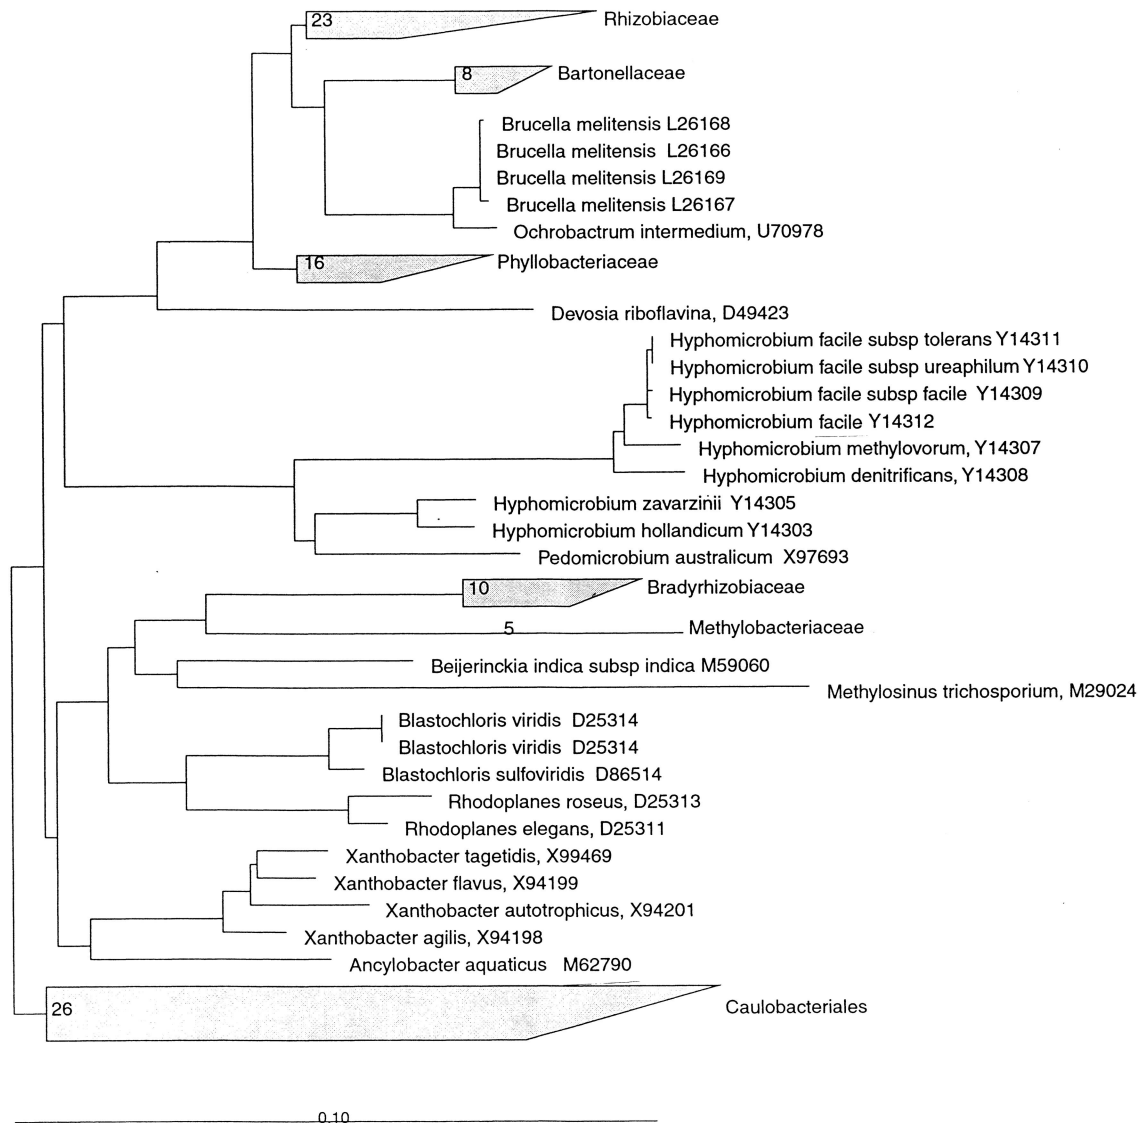 23 Rhizobiaceae
8 Bartonellaceae
Brucella melitensis L26168
Brucella melitensis L26166
Brucella melitensis L26169
Brucella melitensis L26167
Ochrobactrum intermedium, U70978
16 Phyllobacteriaceae
Devosia riboflavina, D49423
Hyphomicrobium facile subsp tolerans Y14311
Hyphomicrobium facile subsp ureaphilum Y14310
Hyphomicrobium facile subsp facile Y14309
Hyphomicrobium facile Y14312
Hyphomicrobium methylovorum, Y14307
Hyphomicrobium denitrificans, Y14308
Hyphomicrobium zavarzinii Y14305
Hyphomicrobium hollandicum Y14303
Pedomicrobium australicum X97693
10 Bradyrhizobiaceae
5 Methylobacteriaceae
Beijerinckia indica subsp indica M59060
Methylosinus trichosporium, M29024
Blastochloris viridis D25314
Blastochloris viridis D25314
Blastochloris sulfoviridis D86514
Rhodoplanes roseus, D25313
Rhodoplanes elegans, D25311
Xanthobacter tagetidis, X99469
Xanthobacter flavus, X94199
Xanthobacter autotrophicus, X94201
Xanthobacter agilis, X94198
Ancylobacter aquaticus M62790
26 Caulobacteriales
0.10